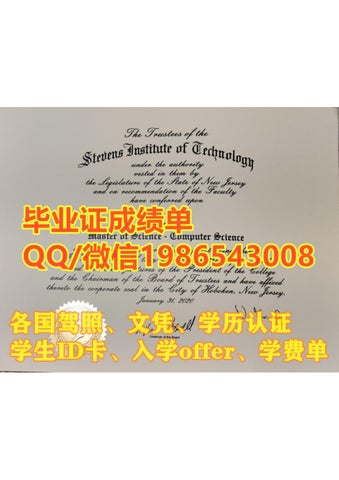 The Trustees of the
Stevens Institute of Technology
under the authority
vested in them by
the Legislature of the State of New Jersey
and on recommendation of the Faculty
have conferred upon
毕业证成绩单
Master of Science - Computer Science
QQ/微信1986543008
of the President of the College
and the Chairman of the Board of Trustees and have affixed
thereto the corporate seal in the City of Hoboken, New Jersey.
January 31, 2020
各国驾照、文凭、学历认证
Chairman of the Board
学生ID卡、入学offer、学费单